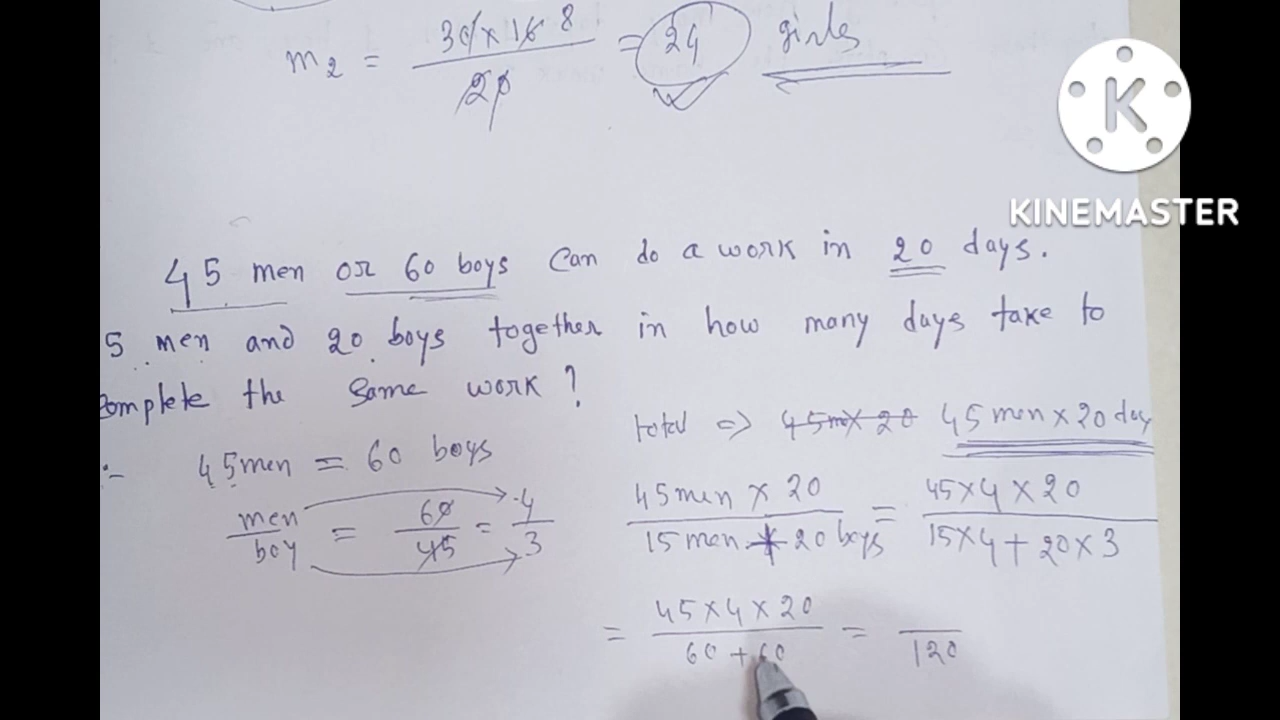 m2 = 30 x 16 8 / 20 = 24 girls
K
KINEMASTER
45 men or 60 boys can do a work in 20 days.
5 men and 20 boys together in how many days take to
omplete the same work ?
:- 45men = 60 boys
men / boy = 60 / 45 = 4 / 3
total => 45m x 20 45 men x 20 day
45 men x 20 / 15 men + 20 boys = 45 x 4 x 20 / 15 x 4 + 20 x 3
= 45 x 4 x 20 / 60 + 60 = / 120